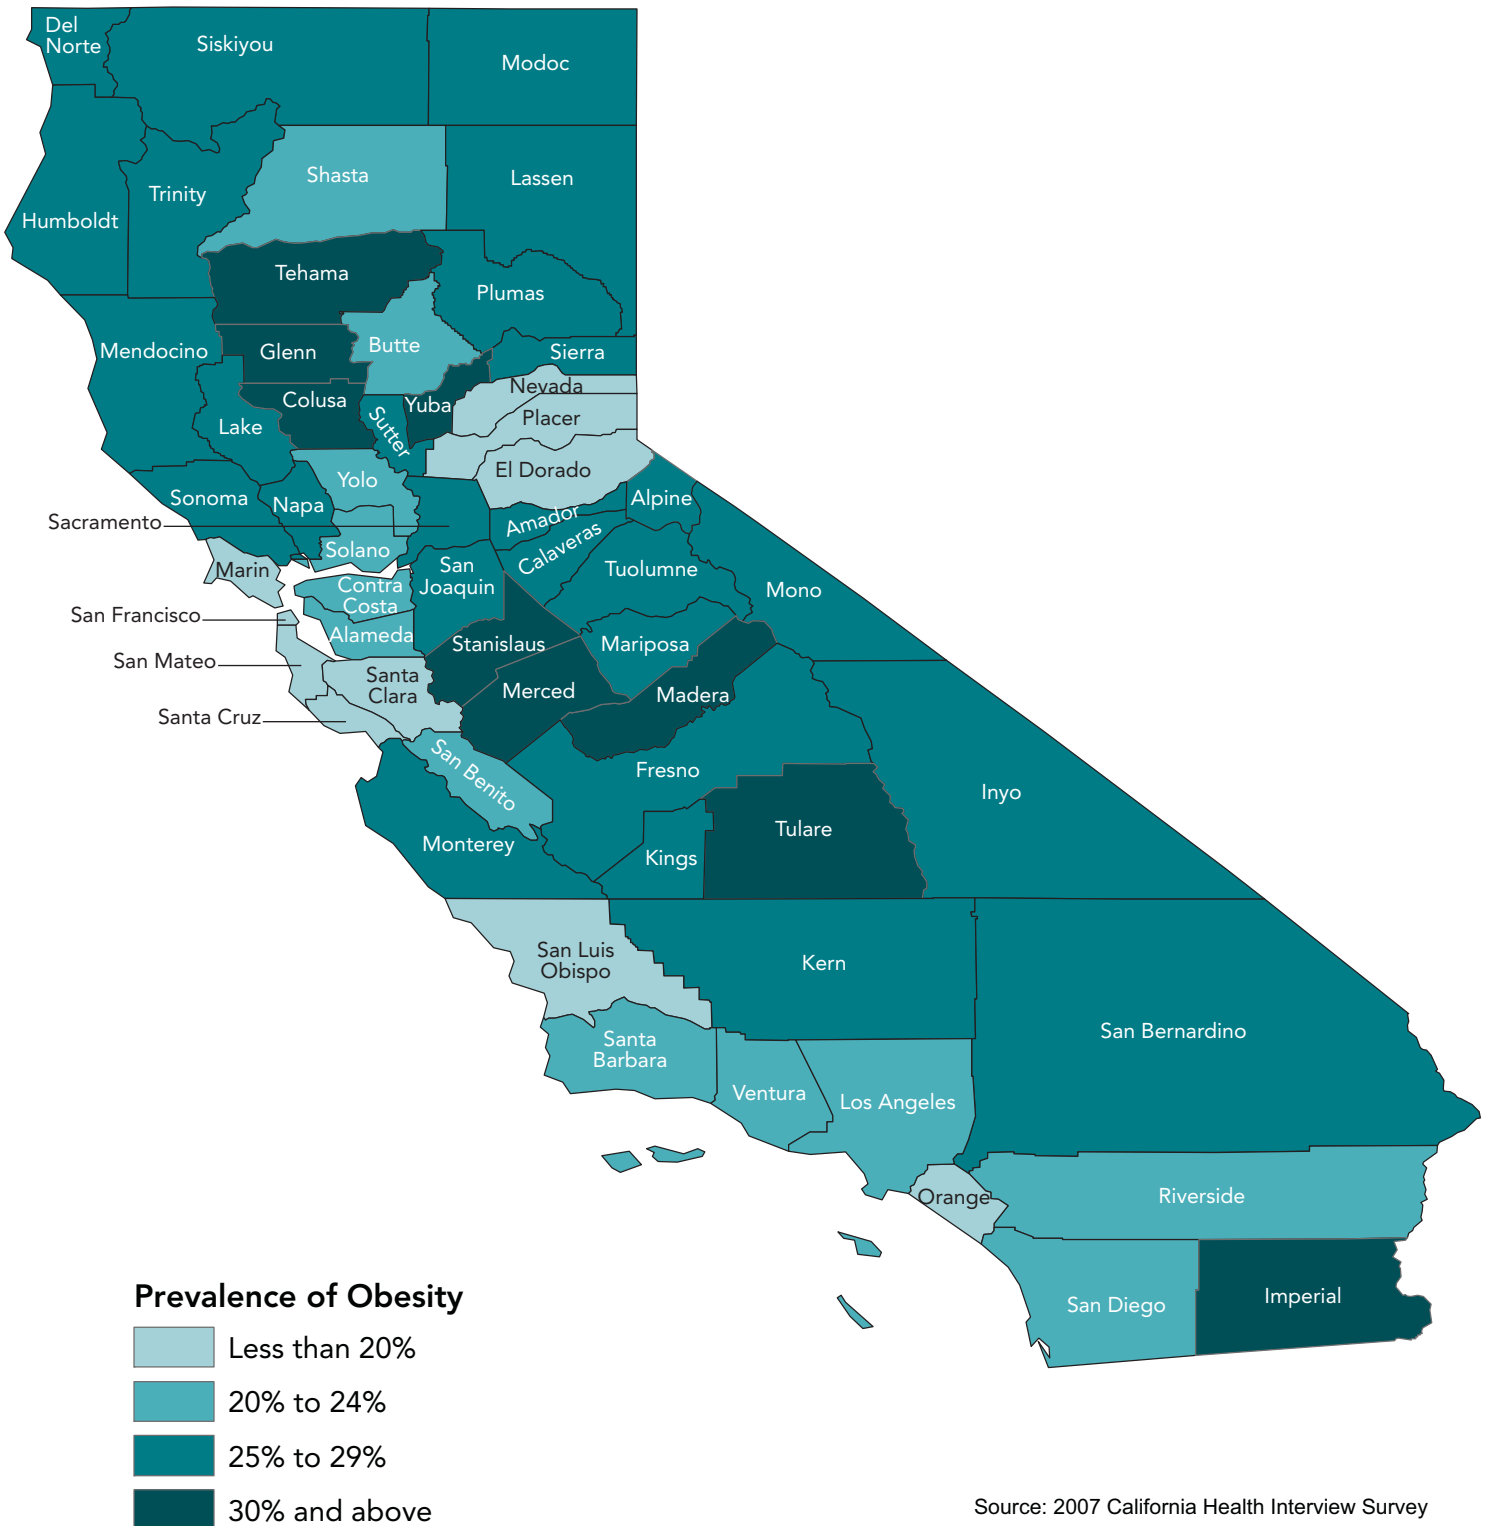 Del
Norte
Siskiyou
Modoc
Shasta
Lassen
Trinity
Humboldt
Tehama
Plumas
Mendocino
Glenn
Butte
Sierra
Nevada
Colusa
Yuba
Sutter
Placer
Lake
El Dorado
Yolo
Sonoma
Napa
Alpine
Sacramento
Amador
Solano
Calaveras
Marin
San
Joaquin
Tuolumne
Contra
Costa
Mono
San Francisco
Alameda
Stanislaus
Mariposa
San Mateo
Santa
Clara
Merced
Madera
Santa Cruz
San Benito
Fresno
Inyo
Tulare
Monterey
Kings
San Luis
Obispo
Kern
San Bernardino
Santa
Barbara
Ventura
Los Angeles
Orange
Riverside
Imperial
San Diego
Prevalence of Obesity
Less than 20%
20% to 24%
25% to 29%
30% and above
Source: 2007 California Health Interview Survey